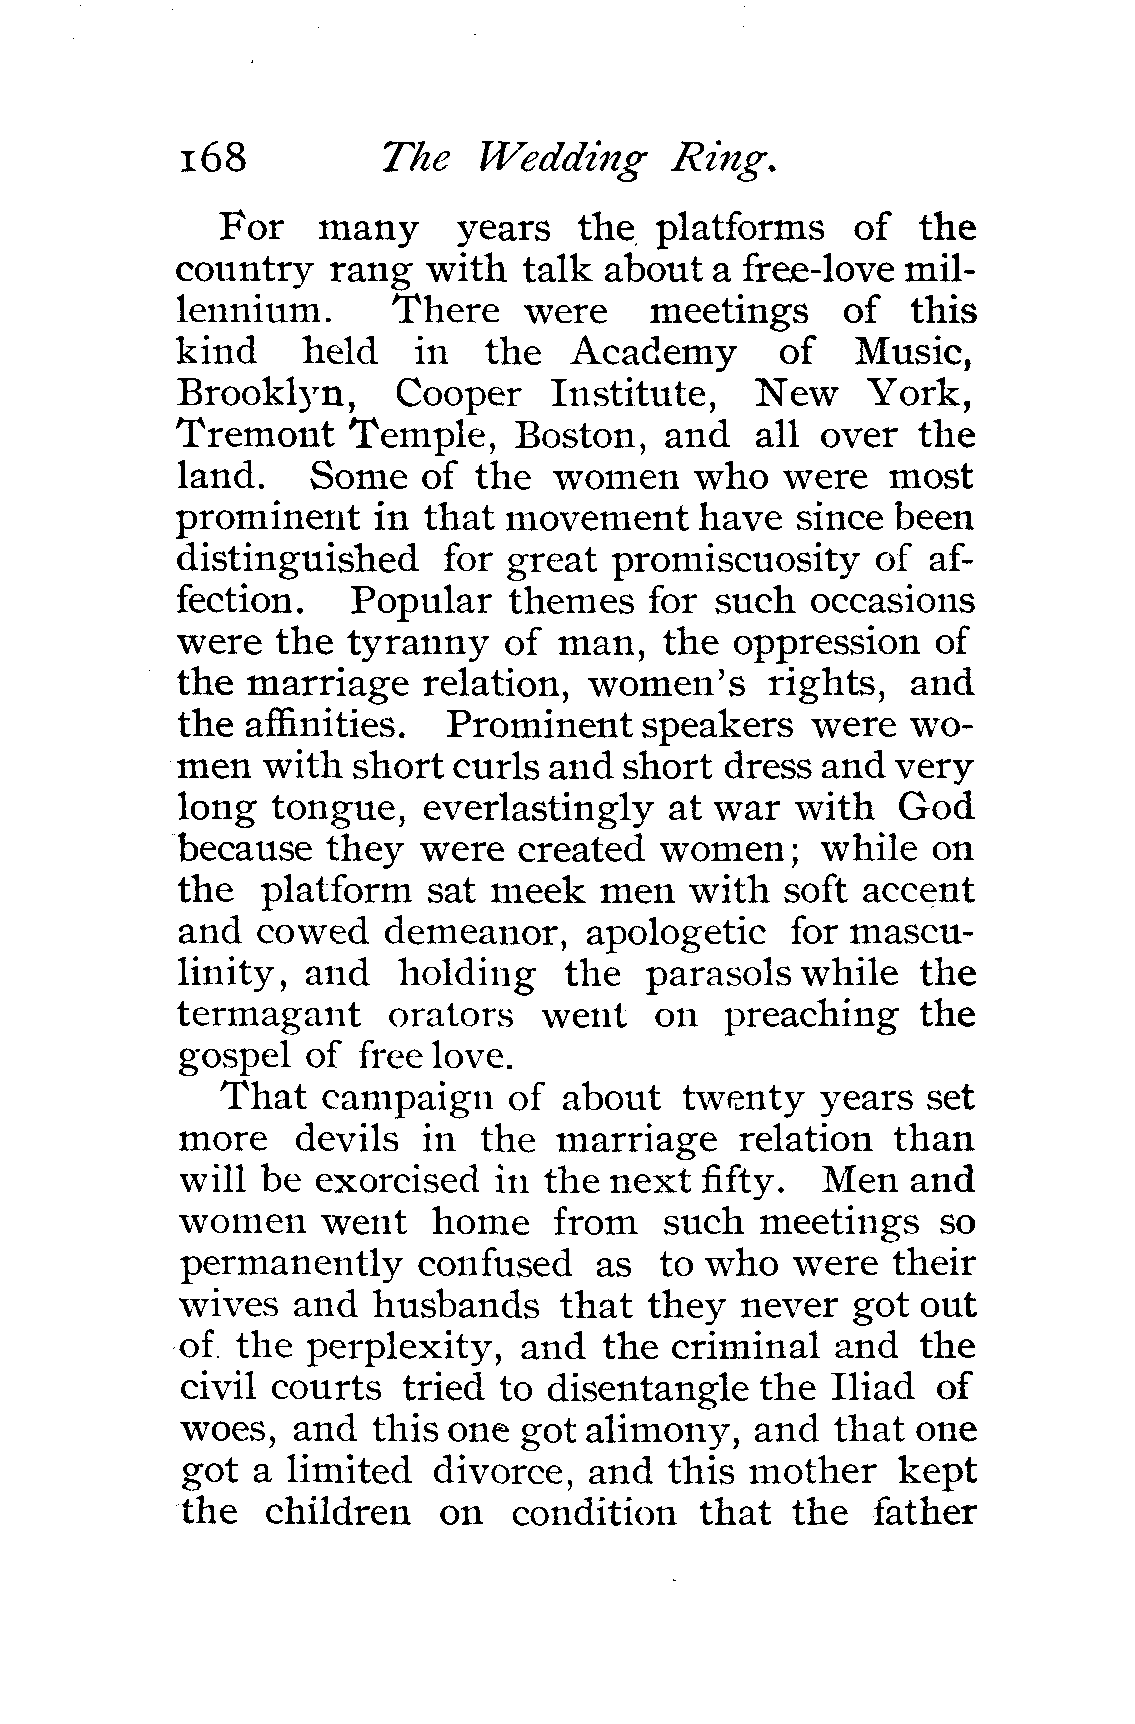 168 The Wedding Ring.
For many years the platforms of the
country rang with talk about a free-love mil-
lennium. There were meetings of this
kind held in the Academy of Music,
Brooklyn, Cooper Institute, New York,
Tremont Temple, Boston, and all over the
land. Some of the women who were most
prominent in that movement have since been
distinguished for great promiscuosity of af-
fection. Popular themes for such occasions
were the tyranny of man, the oppression of
the marriage relation, women's rights, and
the affinities. Prominent speakers were wo-
men with short curls and short dress and very
long tongue, everlastingly at war with God
because they were created women; while on
the platform sat meek men with soft accent
and cowed demeanor, apologetic for mascu-
linity, and holding the parasols while the
termagant orators went on preaching the
gospel of free love.
That campaign of about twenty years set
more devils in the marriage relation than
will be exorcised in the next fifty. Men and
women went home from such meetings so
permanently confused as to who were their
wives and husbands that they never got out
of the perplexity, and the criminal and the
civil courts tried to disentangle the Iliad of
woes, and this one got alimony, and that one
got a limited divorce, and this mother kept
the children on condition that the father